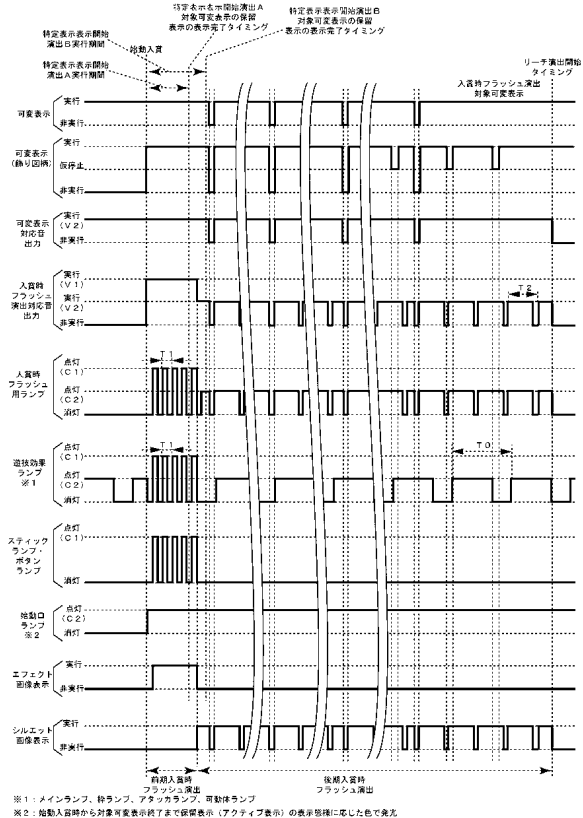 特定表示表示開始演出A
対象可変表示の保留
表示の表示完了タイミング
特定表示表示開始演出B
対象可変表示の保留
表示の表示完了タイミング
特定表示表示開始
演出B実行期間
始動入賞
特定表示表示開始
演出A実行期間
リーチ演出開始
タイミング
入賞時フラッシュ演出
対象可変表示
可変表示
実行
非実行
可変表示
(飾り図柄)
実行
仮停止
非実行
可変表示
対応音
出力
実行
(V2)
非実行
入賞時
フラッシュ
演出対応音
出力
実行
(V1)
実行
(V2)
非実行
T2
入賞時
フラッシュ
用ランプ
点灯
(C1)
点灯
(C2)
消灯
T1
遊技効果
ランプ
※1
点灯
(C1)
点灯
(C2)
消灯
T1
T0
スティック
ランプ・
ボタン
ランプ
点灯
(C1)
消灯
始動口
ランプ
※2
点灯
(C2)
消灯
エフェクト
画像表示
実行
非実行
シルエット
画像表示
実行
非実行
前期入賞時
フラッシュ演出
後期入賞時
フラッシュ演出
※1:メインランプ、枠ランプ、アタッカランプ、可動体ランプ
※2:始動入賞時から対象可変表示終了まで保留表示(アクティブ表示)の表示態様に応じた色で発光